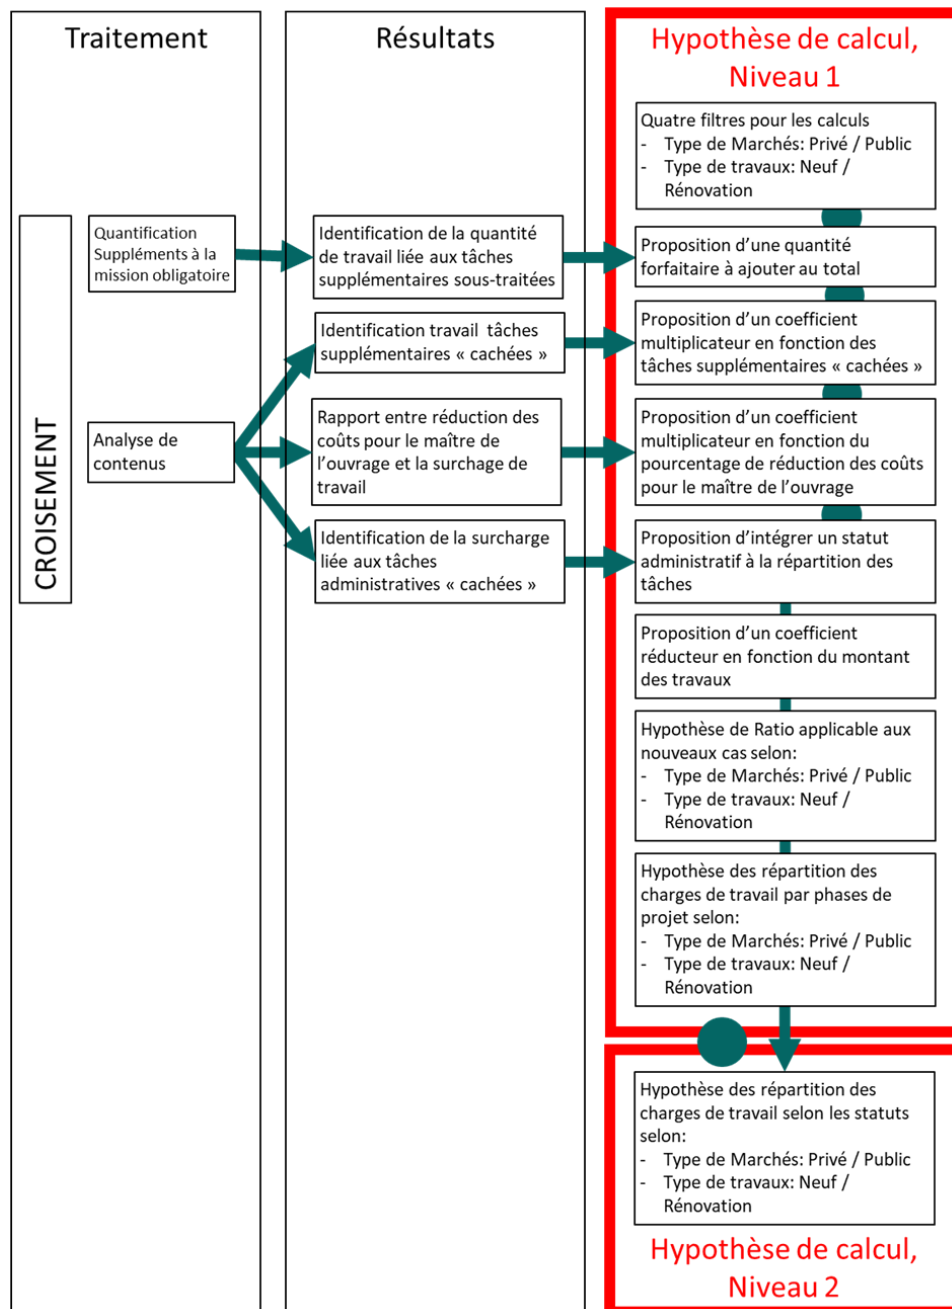 Traitement
CROISEMENT
Quantification
Suppléments à la
mission obligatoire
Analyse de
contenus
Résultats
Identification de la quantité
de travail liée aux tâches
supplémentaires sous-traitées
Identification travail tâches
supplémentaires « cachées »
Rapport entre réduction des
coûts pour le maître de
l’ouvrage et la surchage de
travail
Identification de la surcharge
liée aux tâches
administratives « cachées »
Hypothèse de calcul,
Niveau 1
Quatre filtres pour les calculs
- Type de Marchés: Privé / Public
- Type de travaux: Neuf /
Rénovation
Proposition d’une quantité
forfaitaire à ajouter au total
Proposition d’un coefficient
multiplicateur en fonction des
tâches supplémentaires « cachées »
Proposition d’un coefficient
multiplicateur en fonction du
pourcentage de réduction des coûts
pour le maître de l’ouvrage
Proposition d’intégrer un statut
administratif à la répartition des
tâches
Proposition d’un coefficient
réducteur en fonction du montant
des travaux
Hypothèse de Ratio applicable aux
nouveaux cas selon:
- Type de Marchés: Privé / Public
- Type de travaux: Neuf /
Rénovation
Hypothèse des répartition des
charges de travail par phases de
projet selon:
- Type de Marchés: Privé / Public
- Type de travaux: Neuf /
Rénovation
Hypothèse des répartition des
charges de travail selon les statuts
selon:
- Type de Marchés: Privé / Public
- Type de travaux: Neuf /
Rénovation
Hypothèse de calcul,
Niveau 2